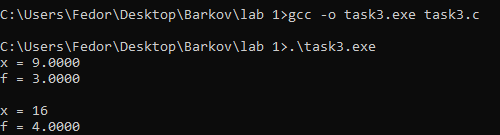 C:\Users\Fedor\Desktop\Barkov\lab 1>gcc -o task3.exe task3.c
C:\Users\Fedor\Desktop\Barkov\lab 1>.\task3.exe
x = 9.0000
f = 3.0000
x = 16
f = 4.0000